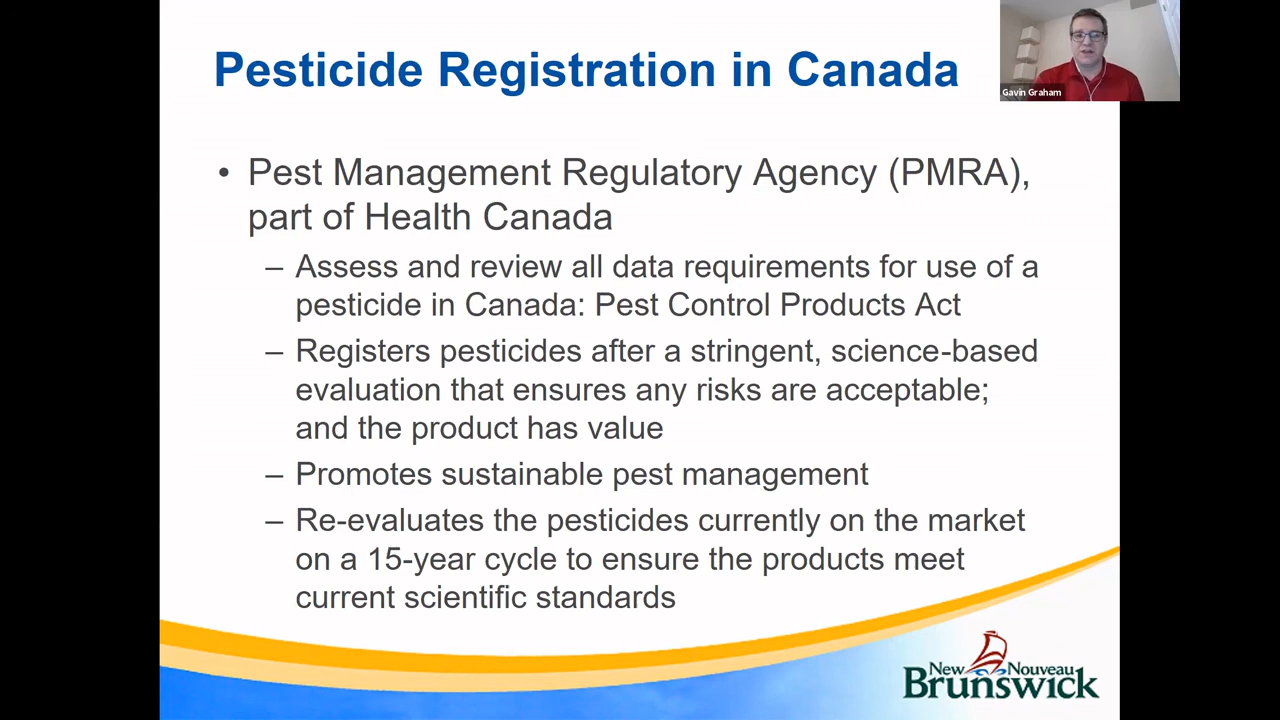 Pesticide Registration in Canada
Gavin Graham
• Pest Management Regulatory Agency (PMRA),
part of Health Canada
– Assess and review all data requirements for use of a
pesticide in Canada: Pest Control Products Act
– Registers pesticides after a stringent, science-based
evaluation that ensures any risks are acceptable;
and the product has value
– Promotes sustainable pest management
– Re-evaluates the pesticides currently on the market
on a 15-year cycle to ensure the products meet
current scientific standards
New Nouveau
Brunswick